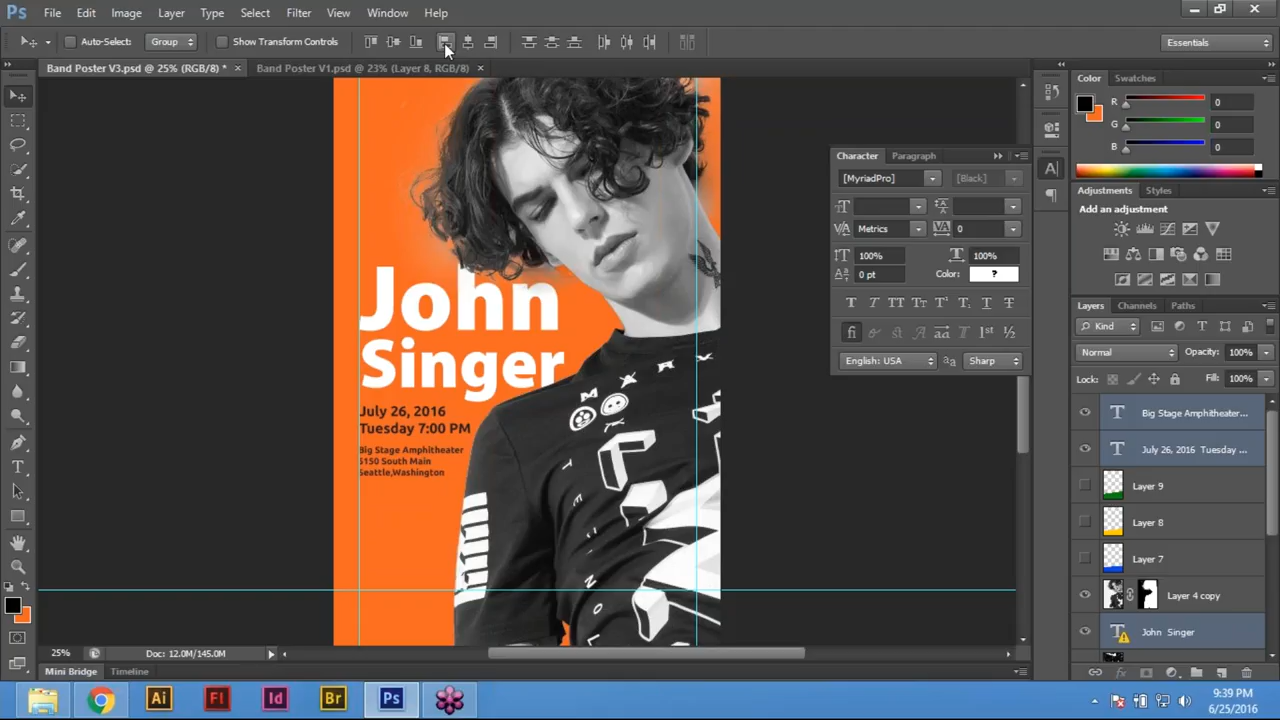 Ps File Edit Image Layer Type Select Filter View Window Help
Auto-Select: Group Show Transform Controls Essentials
Band Poster V3.psd @ 25% (RGB/8) * × Band Poster V1.psd @ 23% (Layer 8, RGB/8) ×
Color Swatches
R 0
G 0
B 0
Character Paragraph
[MyriadPro] [Black]
Metrics 0
100% 100%
0 pt Color: ?
English: USA Sharp
Adjustments Styles
Add an adjustment
Layers Channels Paths
Kind
Normal Opacity: 100%
Lock: Fill: 100%
Big Stage Amphitheater...
July 26, 2016 Tuesday ...
Layer 9
Layer 8
Layer 7
Layer 4 copy
John Singer
John
Singer
July 26, 2016
Tuesday 7:00 PM
Big Stage Amphitheater
5150 South Main
Seattle,Washington
25% Doc: 12.0M/145.0M
Mini Bridge Timeline
Ai Fl Id Br Ps
9:39 PM
6/25/2016